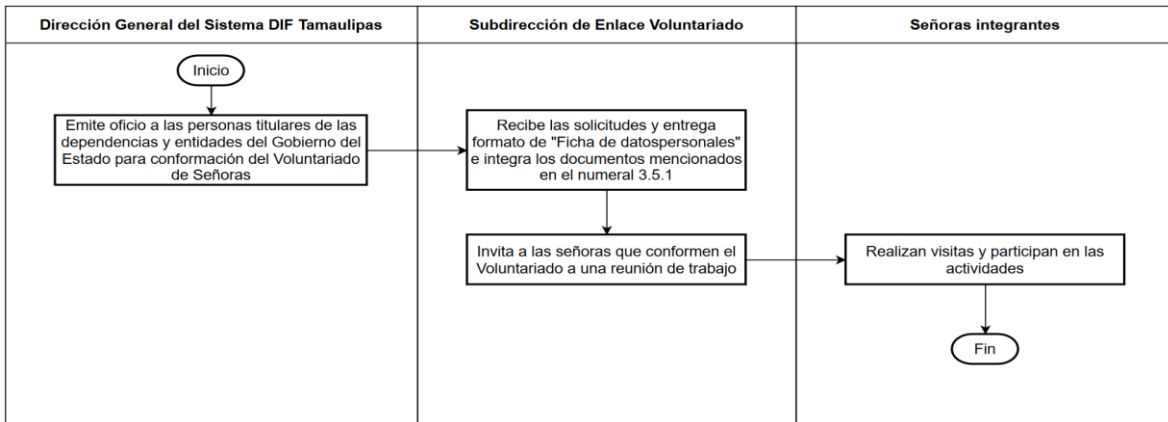 Dirección General del Sistema DIF Tamaulipas
Subdirección de Enlace Voluntariado
Señoras integrantes
Inicio
Emite oficio a las personas titulares de las
dependencias y entidades del Gobierno del
Estado para conformación del Voluntariado
de Señoras
Recibe las solicitudes y entrega
formato de "Ficha de datospersonales"
e integra los documentos mencionados
en el numeral 3.5.1
Invita a las señoras que conformen el
Voluntariado a una reunión de trabajo
Realizan visitas y participan en las
actividades
Fin